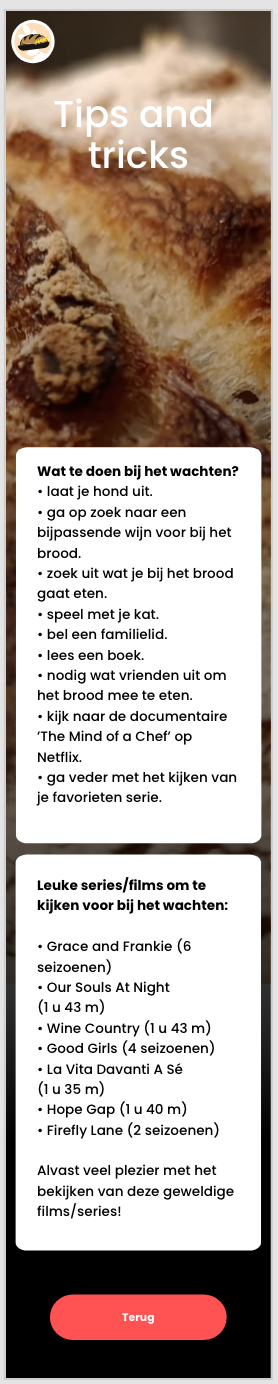 Tips and
tricks
Wat te doen bij het wachten?
• laat je hond uit.
• ga op zoek naar een
bijpassende wijn voor bij het
brood.
• zoek uit wat je bij het brood
gaat eten.
• speel met je kat.
• bel een familielid.
• lees een boek.
• nodig wat vrienden uit om
het brood mee te eten.
• kijk naar de documentaire
‘The Mind of a Chef’ op
Netflix.
• ga veder met het kijken van
je favorieten serie.
Leuke series/films om te
kijken voor bij het wachten:
• Grace and Frankie (6
seizoenen)
• Our Souls At Night
(1 u 43 m)
• Wine Country (1 u 43 m)
• Good Girls (4 seizoenen)
• La Vita Davanti A Sé
(1 u 35 m)
• Hope Gap (1 u 40 m)
• Firefly Lane (2 seizoenen)
Alvast veel plezier met het
bekijken van deze geweldige
films/series!
Terug